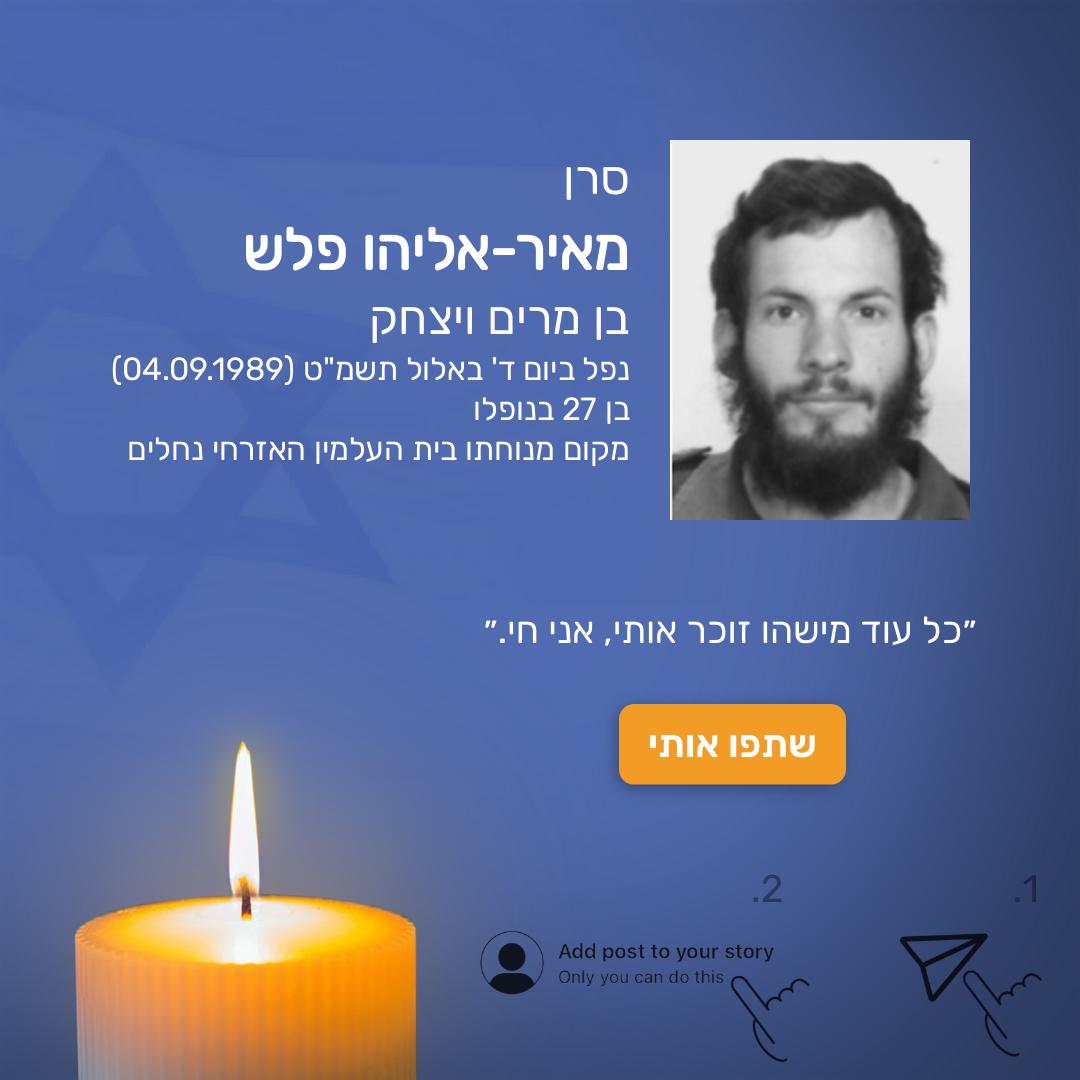 סרן
מאיר-אליהו פלש
בן מרים ויצחק
נפל ביום ד' באלול תשמ"ט (04.09.1989)
בן 27 בנופלו
מקום מנוחתו בית העלמין האזרחי נחלים
״כל עוד מישהו זוכר אותי, אני חי.״
שתפו אותי
1.
2.
Add post to your story
Only you can do this